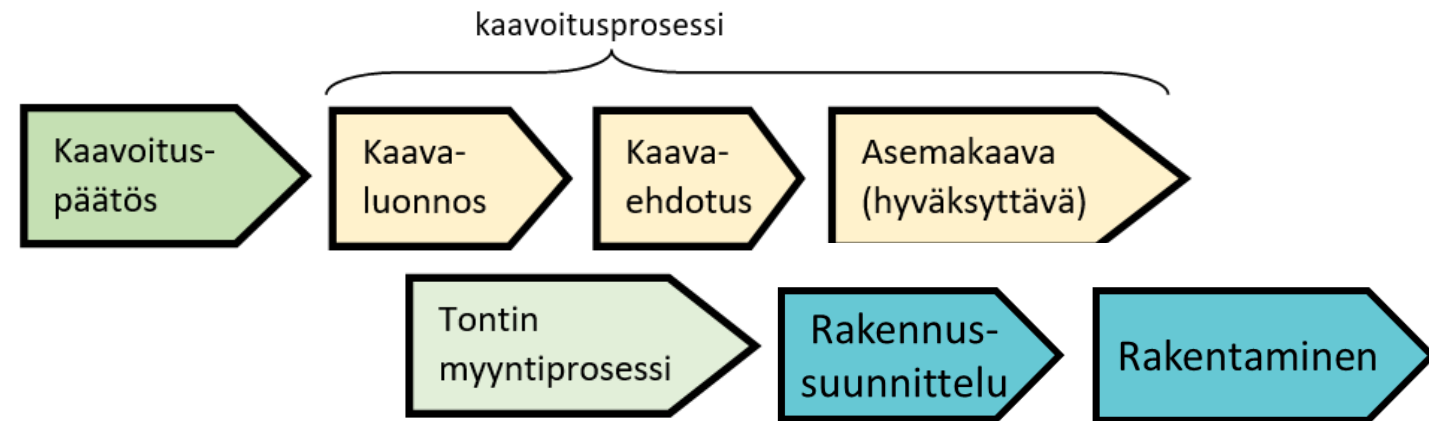 kaavoitusprosessi
Kaavoitus-
päätös
Kaava-
luonnos
Kaava-
ehdotus
Asemakaava
(hyväksyttävä)
Tontin
myyntiprosessi
Rakennus-
suunnittelu
Rakentaminen